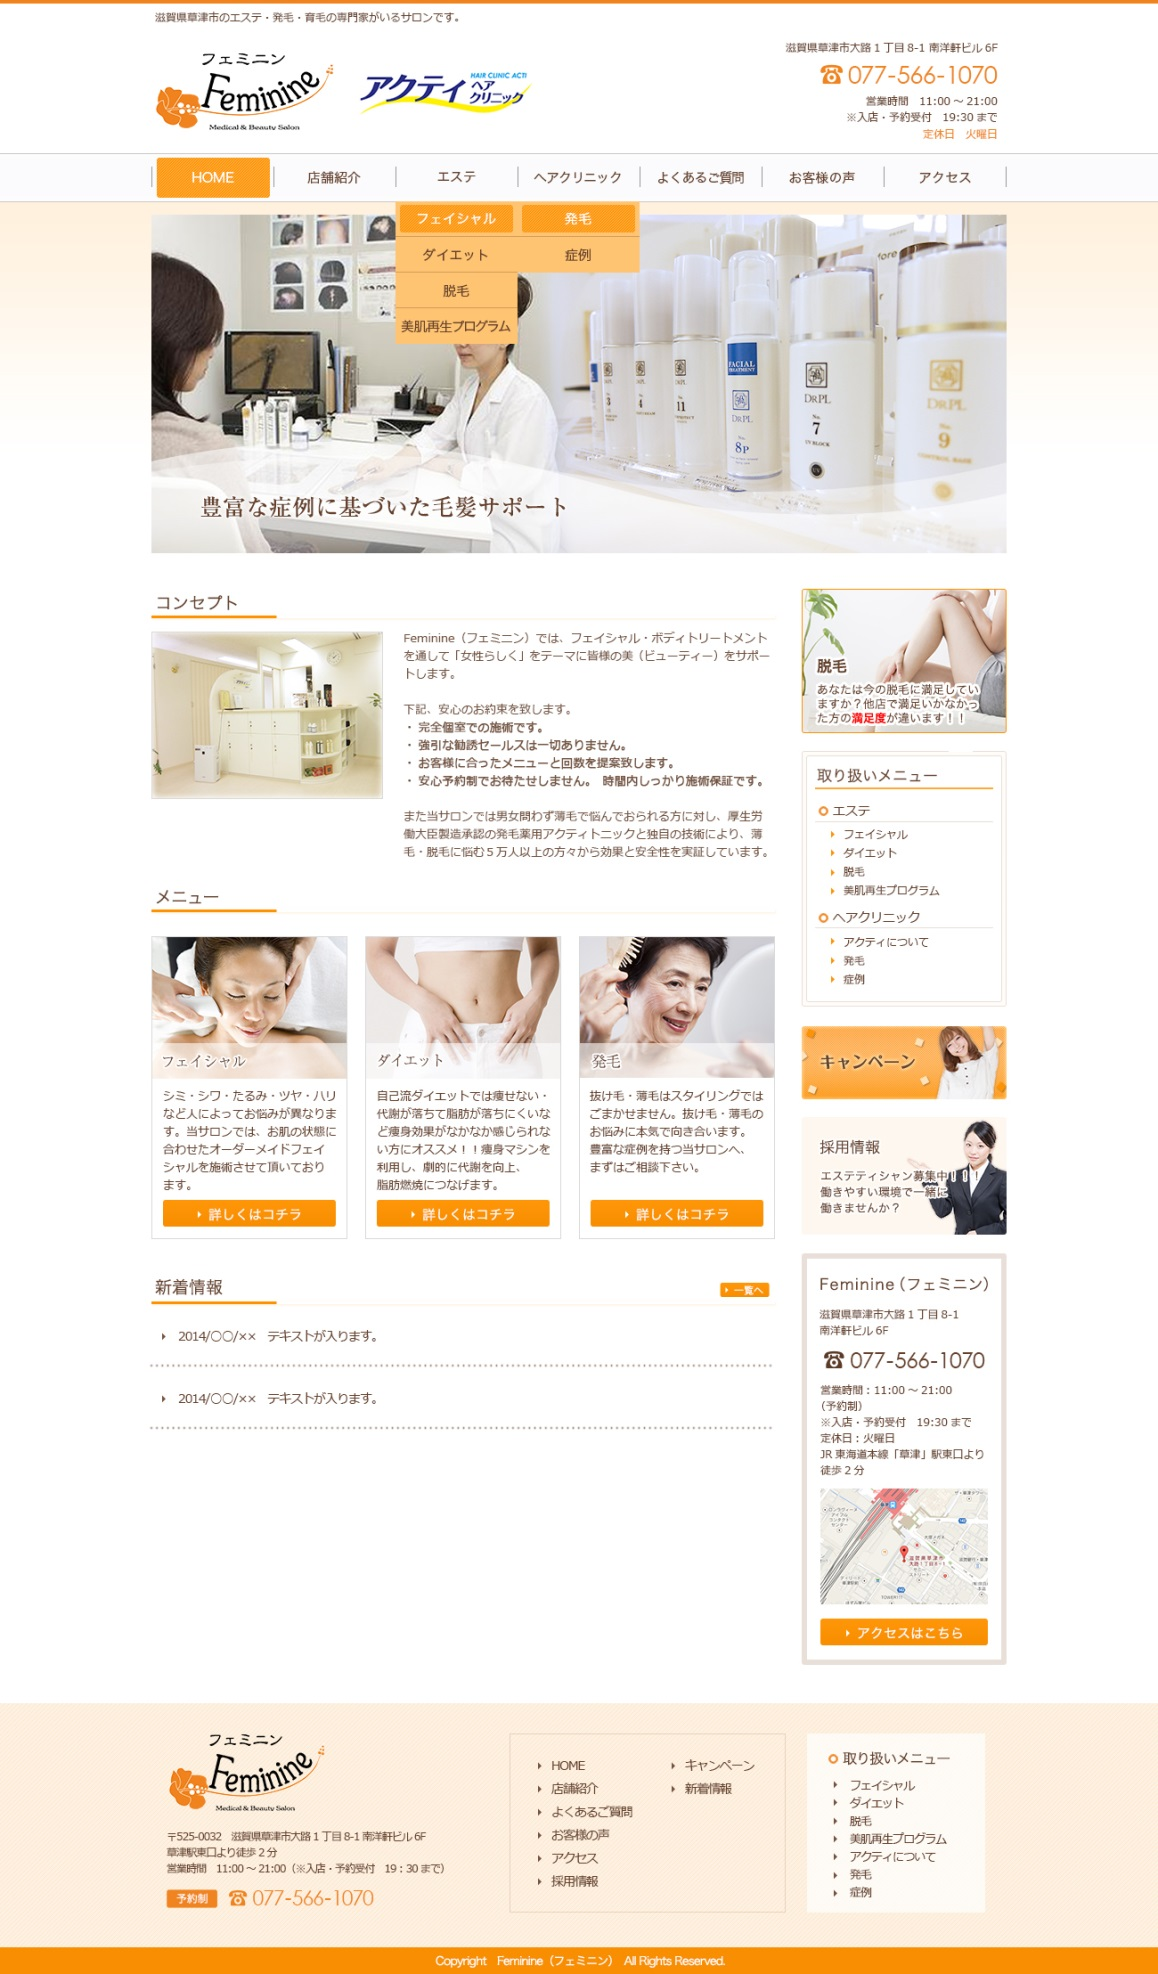 滋賀県草津市のエステ・発毛・育毛の専門家がいるサロンです。
フェミニン
Feminine
Medical & Beauty Salon
HAIR CLINIC ACTI
アクティ ヘア
クリニック
滋賀県草津市大路1丁目8-1 南洋軒ビル6F
077-566-1070
営業時間 11:00～21:00
※入店・予約受付 19:30まで
定休日 火曜日
HOME 店舗紹介 エステ ヘアクリニック よくあるご質問 お客様の声 アクセス
フェイシャル 発毛
ダイエット 症例
脱毛
美肌再生プログラム
FACIAL
TREATMENT
DRPL
No.
3
No.
4
No.
11
DRPL
No.
8P
DRPL
No.
7
UV BLOCK
DRPL
No.
9
CONTROL BASE
豊富な症例に基づいた毛髪サポート
コンセプト
Feminine（フェミニン）では、フェイシャル・ボディトリートメント
を通して「女性らしく」をテーマに皆様の美（ビューティー）をサポー
トします。
下記、安心のお約束を致します。
・ 完全個室での施術です。
・ 強引な勧誘セールスは一切ありません。
・ お客様に合ったメニューと回数を提案致します。
・ 安心予約制でお待たせしません。 時間内しっかり施術保証です。
また当サロンでは男女問わず薄毛で悩んでおられる方に対し、厚生労
働大臣製造承認の発毛薬用アクティトニックと独自の技術により、薄
毛・脱毛に悩む５万人以上の方々から効果と安全性を実証しています。
メニュー
フェイシャル
シミ・シワ・たるみ・ツヤ・ハリ
など人によってお悩みが異なりま
す。当サロンでは、お肌の状態に
合わせたオーダーメイドフェイ
シャルを施術させて頂いており
ます。
詳しくはコチラ
ダイエット
自己流ダイエットでは痩せない・
代謝が落ちて脂肪が落ちにくいな
ど痩身効果がなかなか感じられな
い方にオススメ！！痩身マシンを
利用し、劇的に代謝を向上、
脂肪燃焼につなげます。
詳しくはコチラ
発毛
抜け毛・薄毛はスタイリングでは
ごまかせません。抜け毛・薄毛の
お悩みに本気で向き合います。
豊富な症例を持つ当サロンへ、
まずはご相談下さい。
詳しくはコチラ
新着情報
一覧へ
2014/○○/×× テキストが入ります。
2014/○○/×× テキストが入ります。
脱毛
あなたは今の脱毛に満足してい
ますか？他店で満足いかなかっ
た方の満足度が違います！！
取り扱いメニュー
エステ
フェイシャル
ダイエット
脱毛
美肌再生プログラム
ヘアクリニック
アクティについて
発毛
症例
キャンペーン
採用情報
エステティシャン募集中！！！
働きやすい環境で一緒に
働きませんか？
Feminine（フェミニン）
滋賀県草津市大路1丁目8-1
南洋軒ビル6F
077-566-1070
営業時間：11:00～21:00
（予約制）
※入店・予約受付 19:30まで
定休日：火曜日
JR東海道本線「草津」駅東口より
徒歩2分
滋賀県草津市
大路1丁目8−1
アクセスはこちら
フェミニン
Feminine
Medical & Beauty Salon
〒525-0032 滋賀県草津市大路1丁目8-1 南洋軒ビル6F
草津駅東口より徒歩2分
営業時間 11:00～21:00（※入店・予約受付 19：30まで）
予約制 077-566-1070
HOME
店舗紹介
よくあるご質問
お客様の声
アクセス
採用情報
キャンペーン
新着情報
取り扱いメニュー
フェイシャル
ダイエット
脱毛
美肌再生プログラム
アクティについて
発毛
症例
Copyright Feminine（フェミニン） All Rights Reserved.